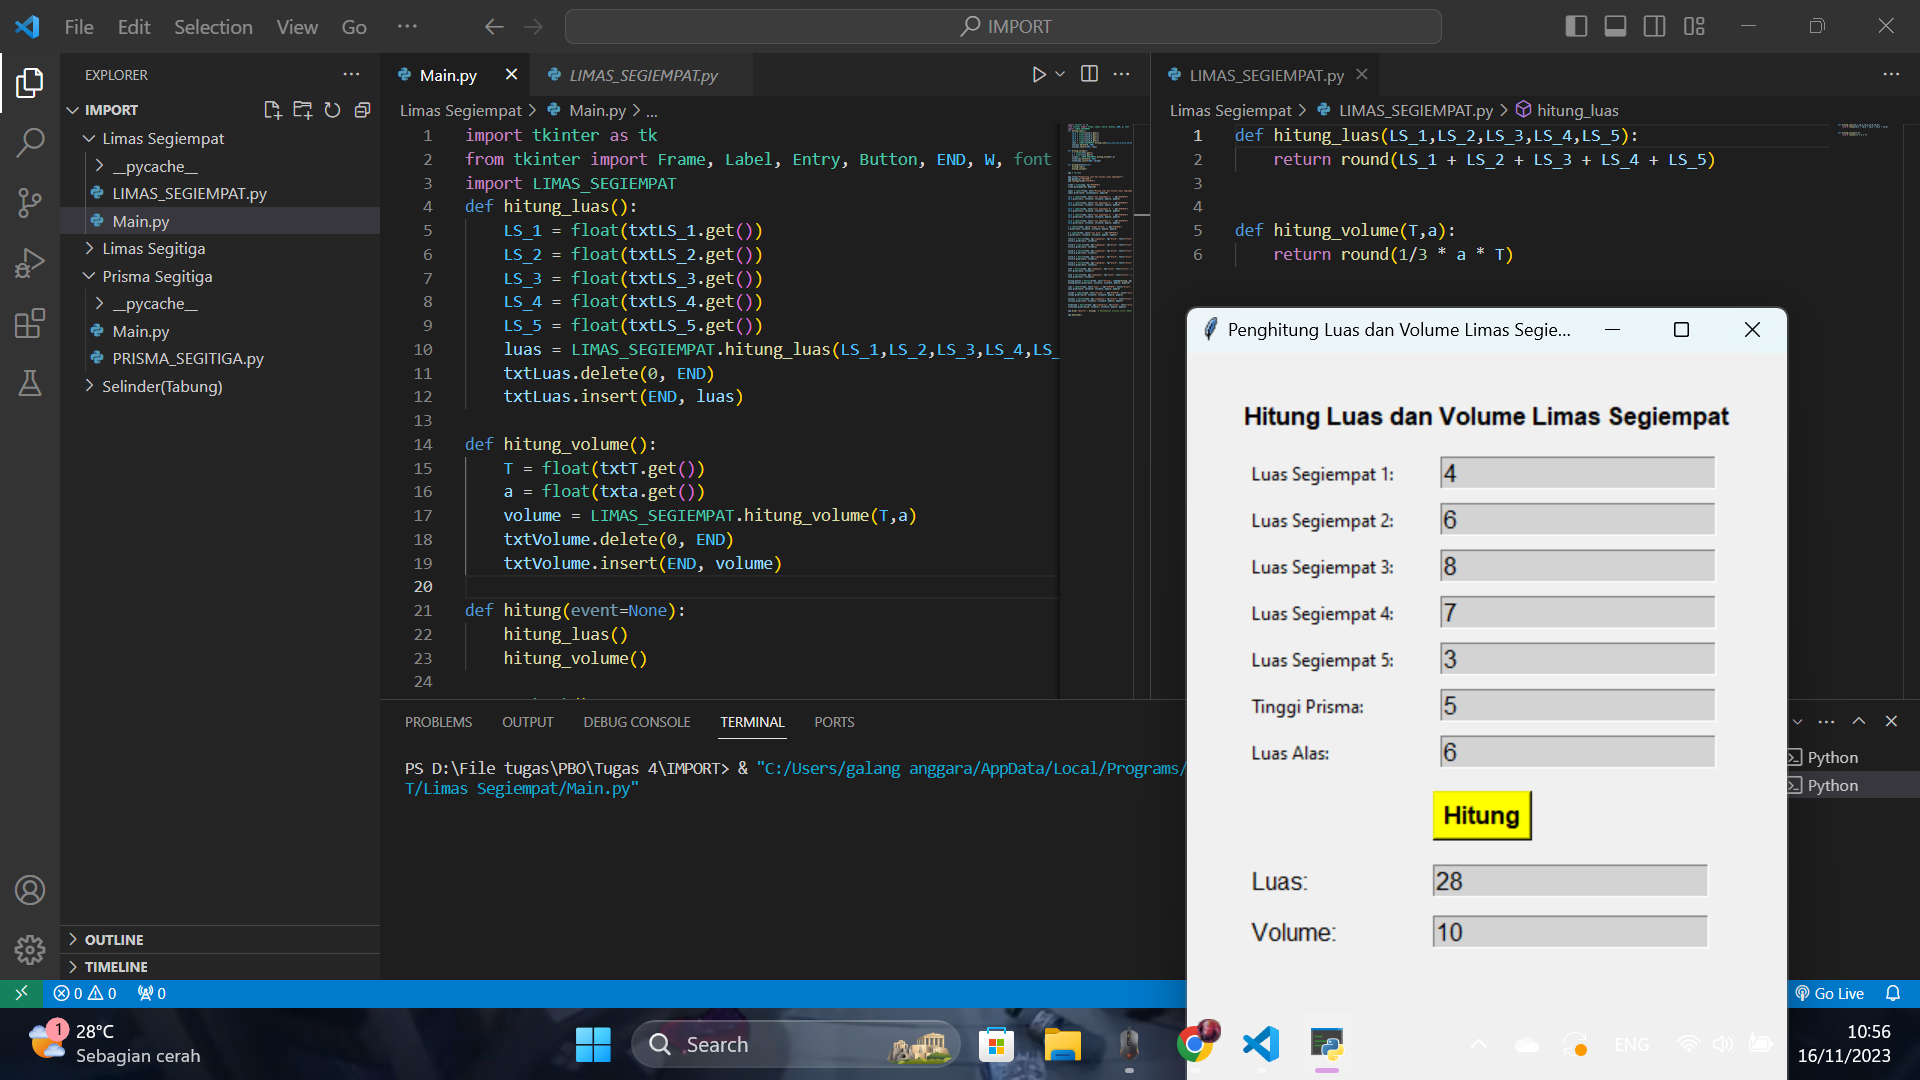 File Edit Selection View Go ···
IMPORT
EXPLORER
IMPORT
Limas Segiempat
__pycache__
LIMAS_SEGIEMPAT.py
Main.py
Limas Segitiga
Prisma Segitiga
__pycache__
Main.py
PRISMA_SEGITIGA.py
Selinder(Tabung)
OUTLINE
TIMELINE
Main.py
LIMAS_SEGIEMPAT.py
Limas Segiempat > Main.py > ...
1 import tkinter as tk
2 from tkinter import Frame, Label, Entry, Button, END, W, font
3 import LIMAS_SEGIEMPAT
4 def hitung_luas():
5 LS_1 = float(txtLS_1.get())
6 LS_2 = float(txtLS_2.get())
7 LS_3 = float(txtLS_3.get())
8 LS_4 = float(txtLS_4.get())
9 LS_5 = float(txtLS_5.get())
10 luas = LIMAS_SEGIEMPAT.hitung_luas(LS_1,LS_2,LS_3,LS_4,LS_
11 txtLuas.delete(0, END)
12 txtLuas.insert(END, luas)
13
14 def hitung_volume():
15 T = float(txtT.get())
16 a = float(txta.get())
17 volume = LIMAS_SEGIEMPAT.hitung_volume(T,a)
18 txtVolume.delete(0, END)
19 txtVolume.insert(END, volume)
20
21 def hitung(event=None):
22 hitung_luas()
23 hitung_volume()
24
LIMAS_SEGIEMPAT.py
Limas Segiempat > LIMAS_SEGIEMPAT.py > hitung_luas
1 def hitung_luas(LS_1,LS_2,LS_3,LS_4,LS_5):
2 return round(LS_1 + LS_2 + LS_3 + LS_4 + LS_5)
3
4
5 def hitung_volume(T,a):
6 return round(1/3 * a * T)
PROBLEMS OUTPUT DEBUG CONSOLE TERMINAL PORTS
PS D:\File tugas\PBO\Tugas 4\IMPORT> & "C:/Users/galang anggara/AppData/Local/Programs/
T/Limas Segiempat/Main.py"
Python
Python
Penghitung Luas dan Volume Limas Segie...
Hitung Luas dan Volume Limas Segiempat
Luas Segiempat 1: 4
Luas Segiempat 2: 6
Luas Segiempat 3: 8
Luas Segiempat 4: 7
Luas Segiempat 5: 3
Tinggi Prisma: 5
Luas Alas: 6
Hitung
Luas: 28
Volume: 10
0 0 0
Go Live
1
28°C
Sebagian cerah
Search
ENG
10:56
16/11/2023